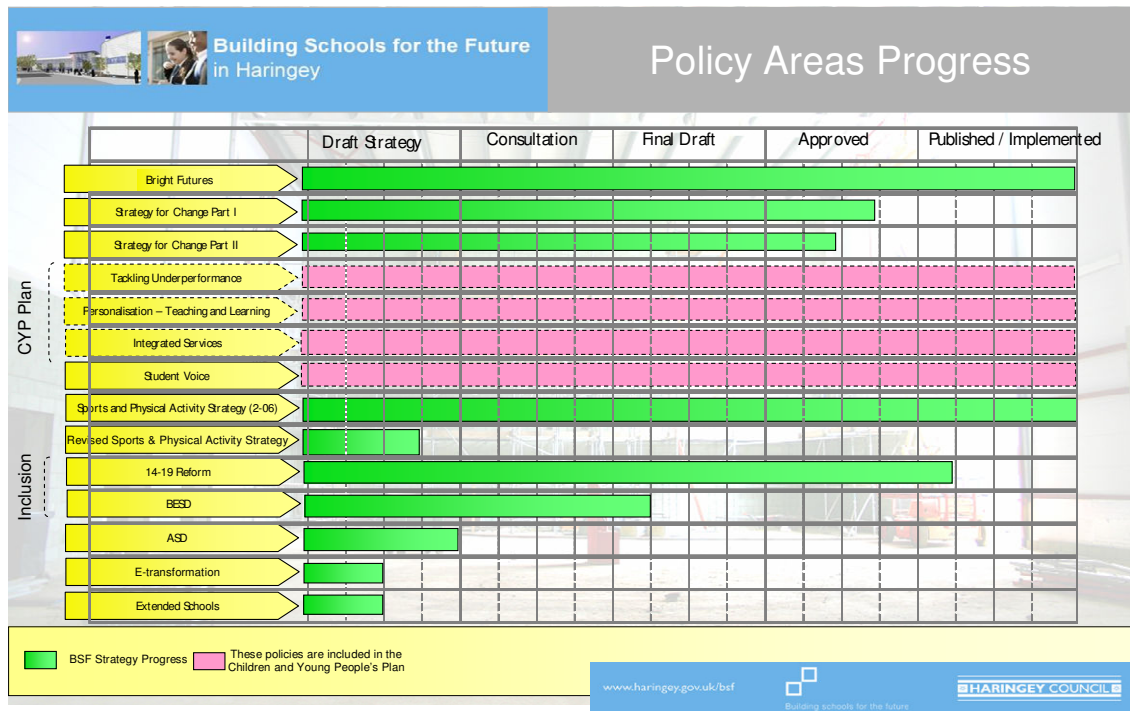 Building Schools for the Future
in Haringey
Policy Areas Progress
Draft Strategy
Consultation
Final Draft
Approved
Published / Implemented
Bright Futures
Strategy for Change Part I
Strategy for Change Part II
CYP Plan
Tackling Underperformance
Personalisation – Teaching and Learning
Integrated Services
Student Voice
Sports and Physical Activity Strategy (2-06)
Revised Sports & Physical Activity Strategy
Inclusion
14-19 Reform
BESD
ASD
E-transformation
Extended Schools
BSF Strategy Progress
These policies are included in the
Children and Young People's Plan
www.haringey.gov.uk/bsf
Building schools for the future
HARINGEY COUNCIL